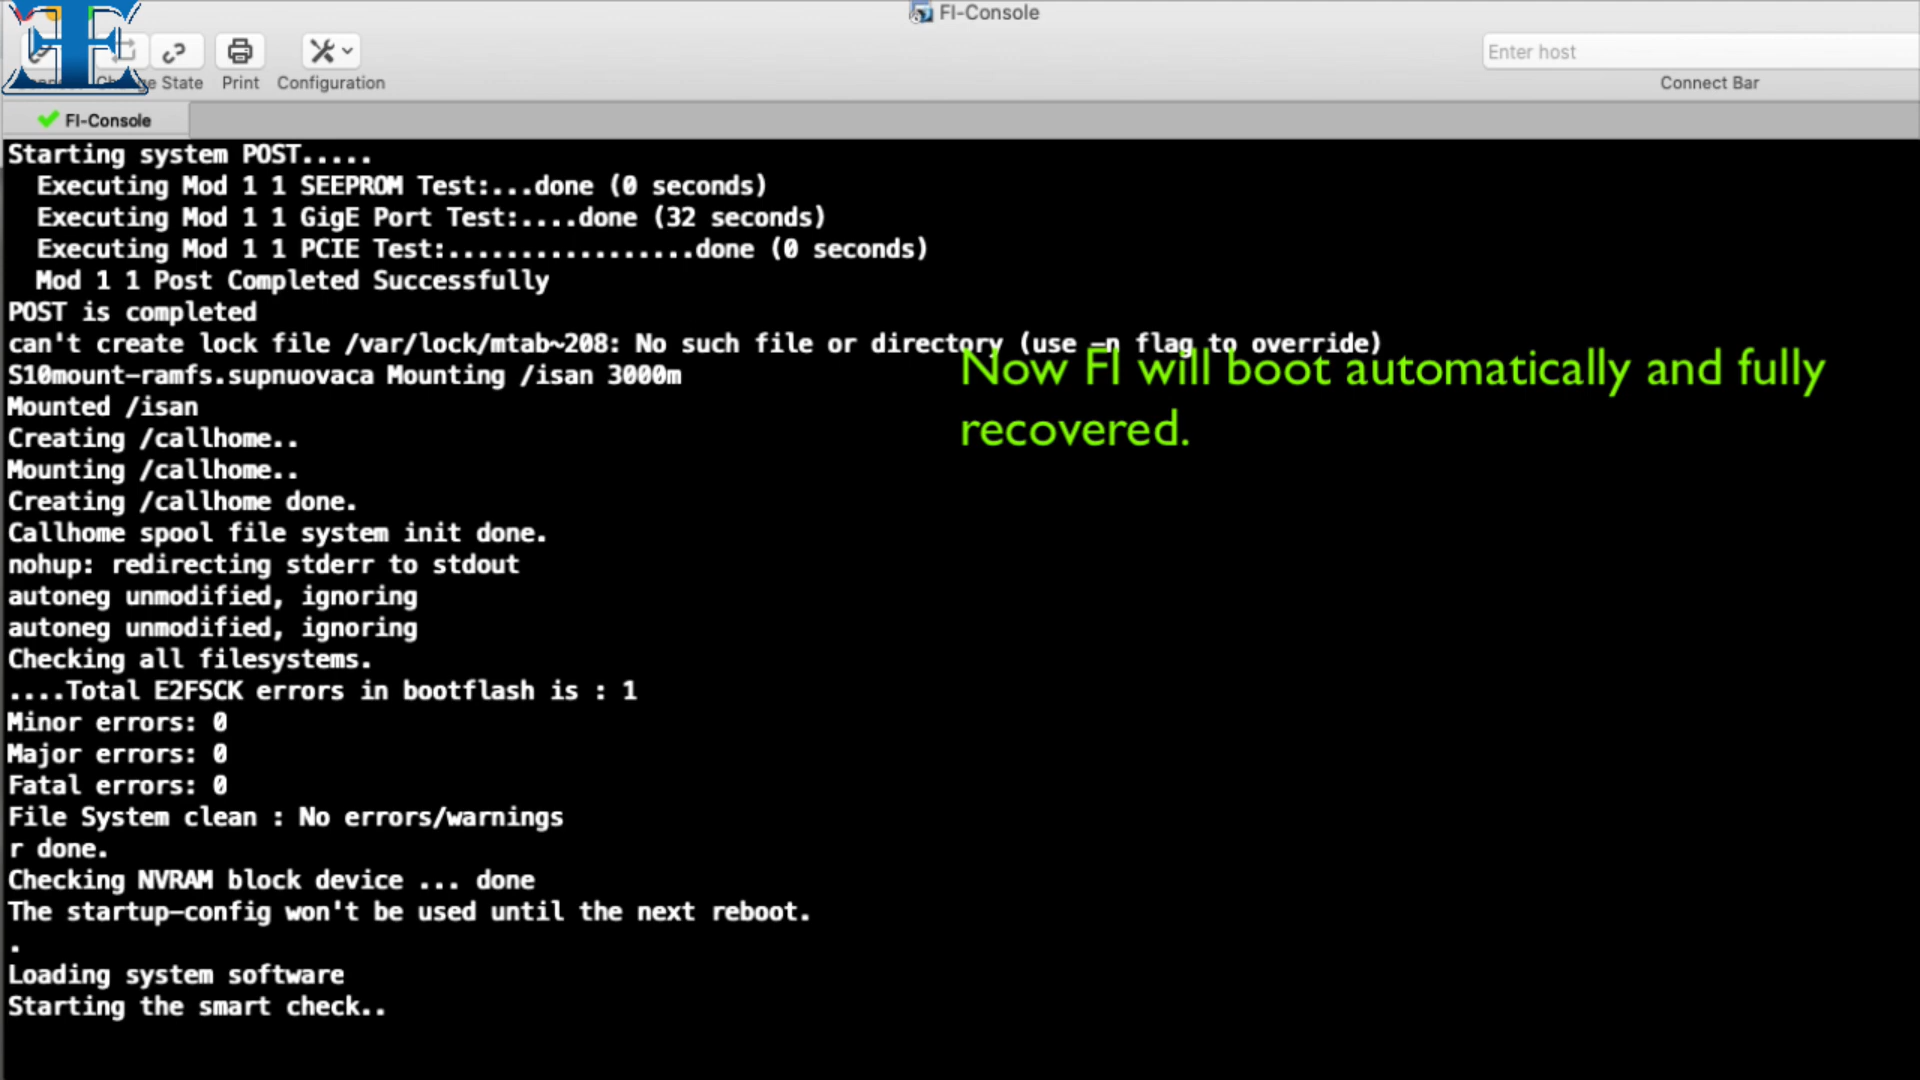 FI-Console
State
Print
Configuration
Enter host
Connect Bar
FI-Console
Starting system POST.....
Executing Mod 1 1 SEEPROM Test:...done (0 seconds)
Executing Mod 1 1 GigE Port Test:....done (32 seconds)
Executing Mod 1 1 PCIE Test:.................done (0 seconds)
Mod 1 1 Post Completed Successfully
POST is completed
can't create lock file /var/lock/mtab~208: No such file or directory (use -n flag to override)
S10mount-ramfs.supnuovaca Mounting /isan 3000m
Now FI will boot automatically and fully
recovered.
Mounted /isan
Creating /callhome..
Mounting /callhome..
Creating /callhome done.
Callhome spool file system init done.
nohup: redirecting stderr to stdout
autoneg unmodified, ignoring
autoneg unmodified, ignoring
Checking all filesystems.
....Total E2FSCK errors in bootflash is : 1
Minor errors: 0
Major errors: 0
Fatal errors: 0
File System clean : No errors/warnings
r done.
Checking NVRAM block device ... done
The startup-config won't be used until the next reboot.
.
Loading system software
Starting the smart check..